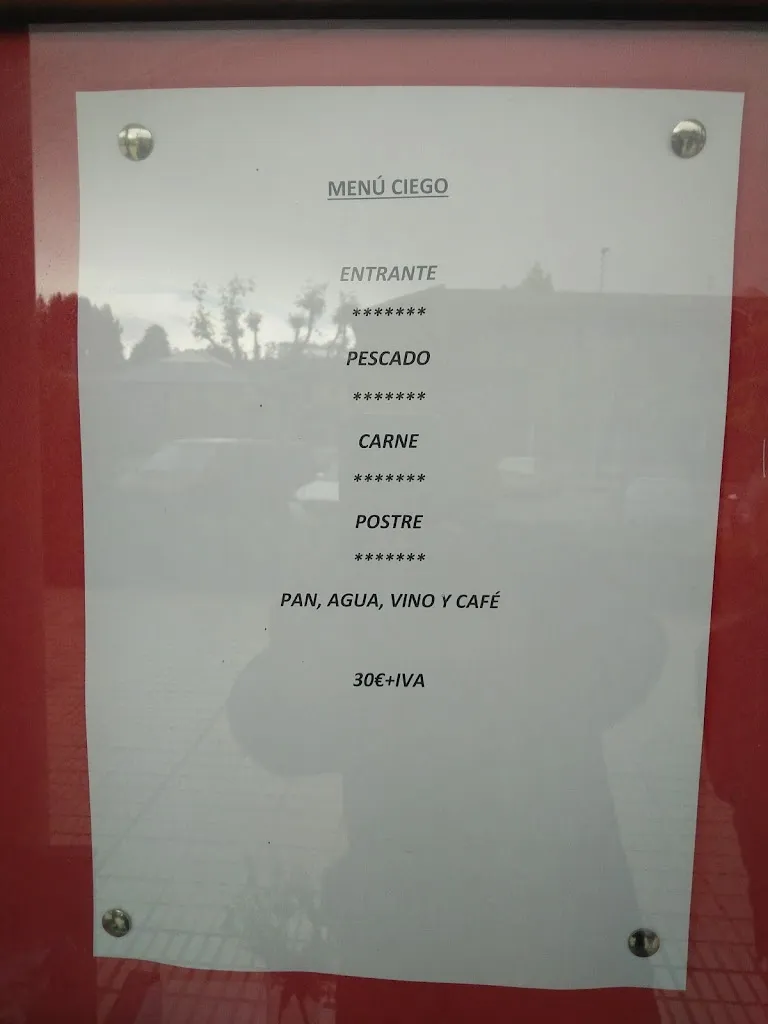 MENÚ CIEGO
ENTRANTE
*******
PESCADO
*******
CARNE
*******
POSTRE
*******
PAN, AGUA, VINO Y CAFÉ
30€+IVA